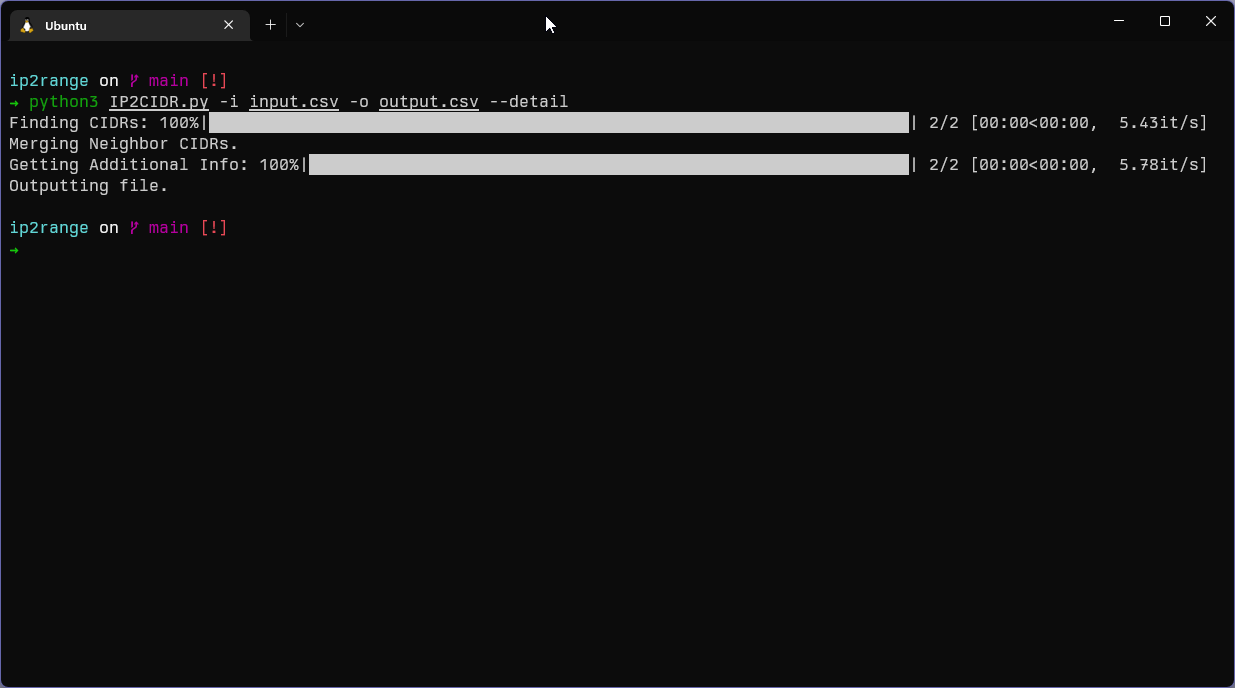 Ubuntu
ip2range on main [!]
→ python3 IP2CIDR.py -i input.csv -o output.csv --detail
Finding CIDRs: 100%| | 2/2 [00:00<00:00, 5.43it/s]
Merging Neighbor CIDRs.
Getting Additional Info: 100%| | 2/2 [00:00<00:00, 5.78it/s]
Outputting file.
ip2range on main [!]
→